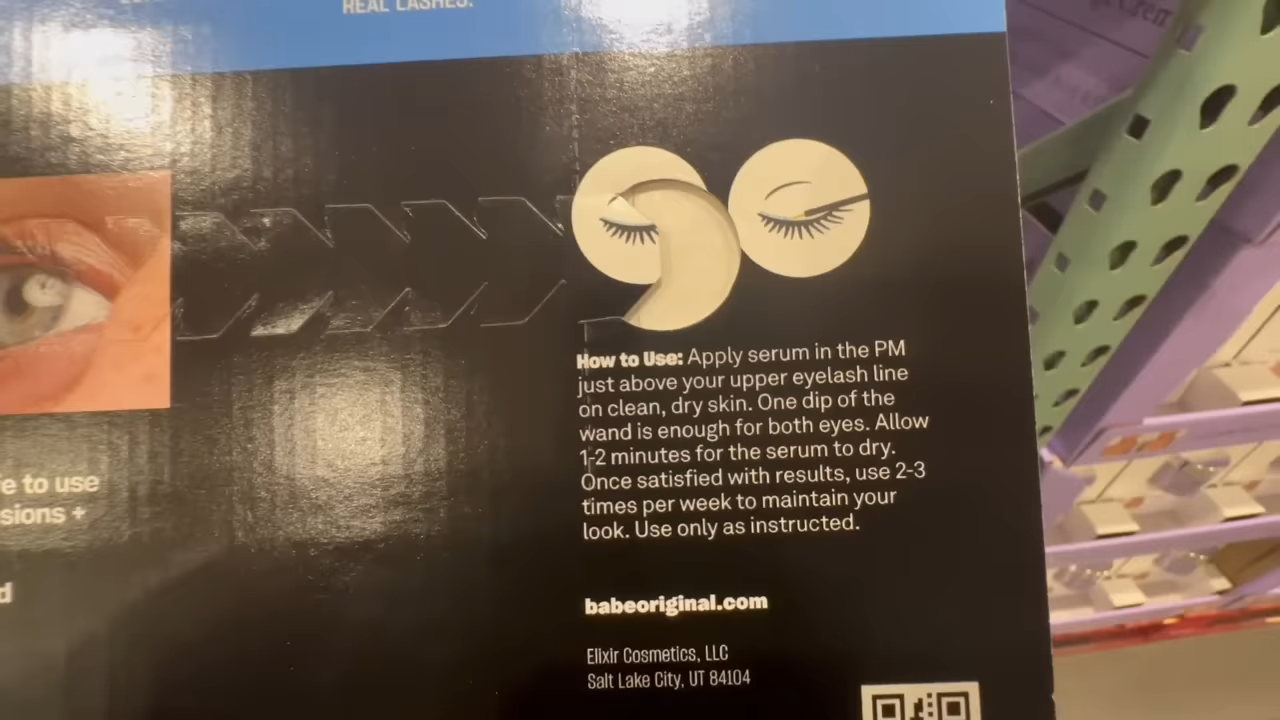 REAL LASHES.
e to use
sions +
d
How to Use: Apply serum in the PM
just above your upper eyelash line
on clean, dry skin. One dip of the
wand is enough for both eyes. Allow
1-2 minutes for the serum to dry.
Once satisfied with results, use 2-3
times per week to maintain your
look. Use only as instructed.
babeoriginal.com
Elixir Cosmetics, LLC
Salt Lake City, UT 84104